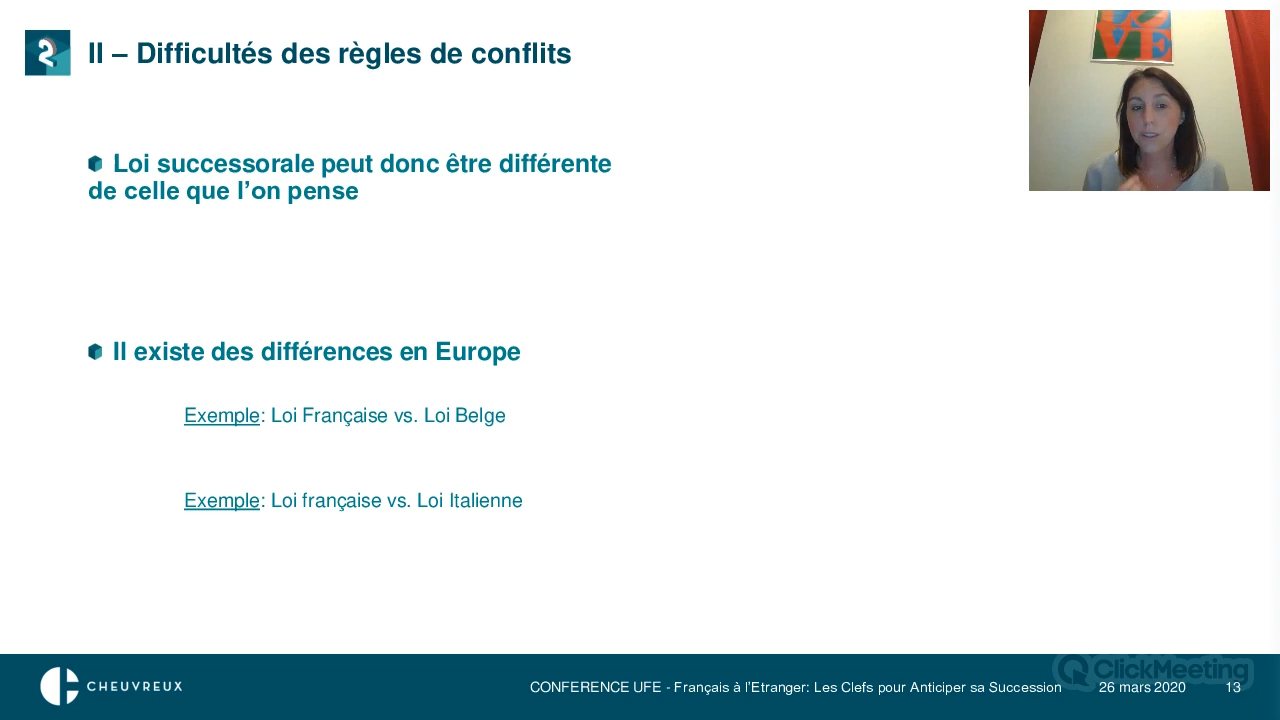 2
II – Difficultés des règles de conflits
LOVE
Loi successorale peut donc être différente
de celle que l’on pense
Il existe des différences en Europe
Exemple: Loi Française vs. Loi Belge
Exemple: Loi française vs. Loi Italienne
CHEUVREUX
CONFERENCE UFE - Français à l’Etranger: Les Clefs pour Anticiper sa Succession
26 mars 2020
13
ClickMeeting